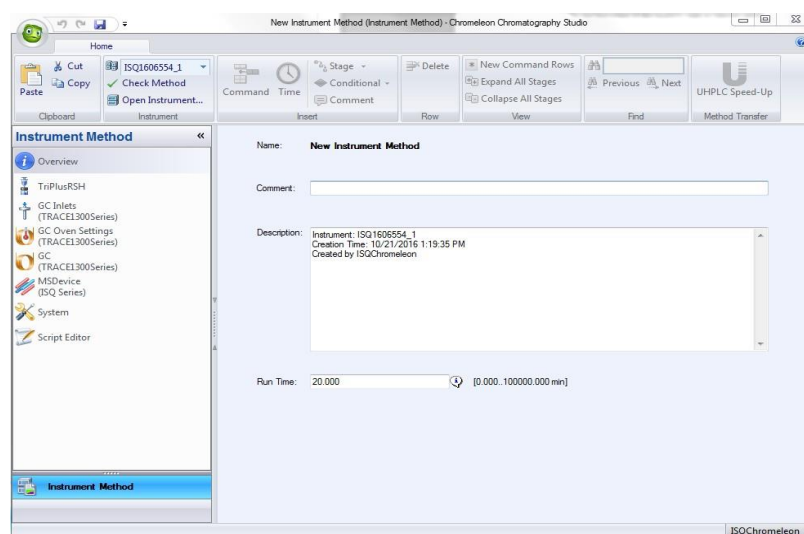 New Instrument Method (Instrument Method) - Chromeleon Chromatography Studio
Home
Paste
Cut
Copy
Clipboard
ISQ1606554_1
Check Method
Open Instrument...
Instrument
Command
Time
Stage
Conditional
Comment
Insert
Delete
Row
New Command Rows
Expand All Stages
Collapse All Stages
View
Previous
Next
Find
UHPLC Speed-Up
Method Transfer
Instrument Method
Overview
TriPlusRSH
GC Inlets
(TRACE1300Series)
GC Oven Settings
(TRACE1300Series)
GC
(TRACE1300Series)
MSDevice
(ISQ Series)
System
Script Editor
Instrument Method
Name: New Instrument Method
Comment:
Description: Instrument: ISQ1606554_1
Creation Time: 10/21/2016 1:19:35 PM
Created by ISQChromeleon
Run Time: 20.000 [0.000..100000.000 min]
ISQChromeleon